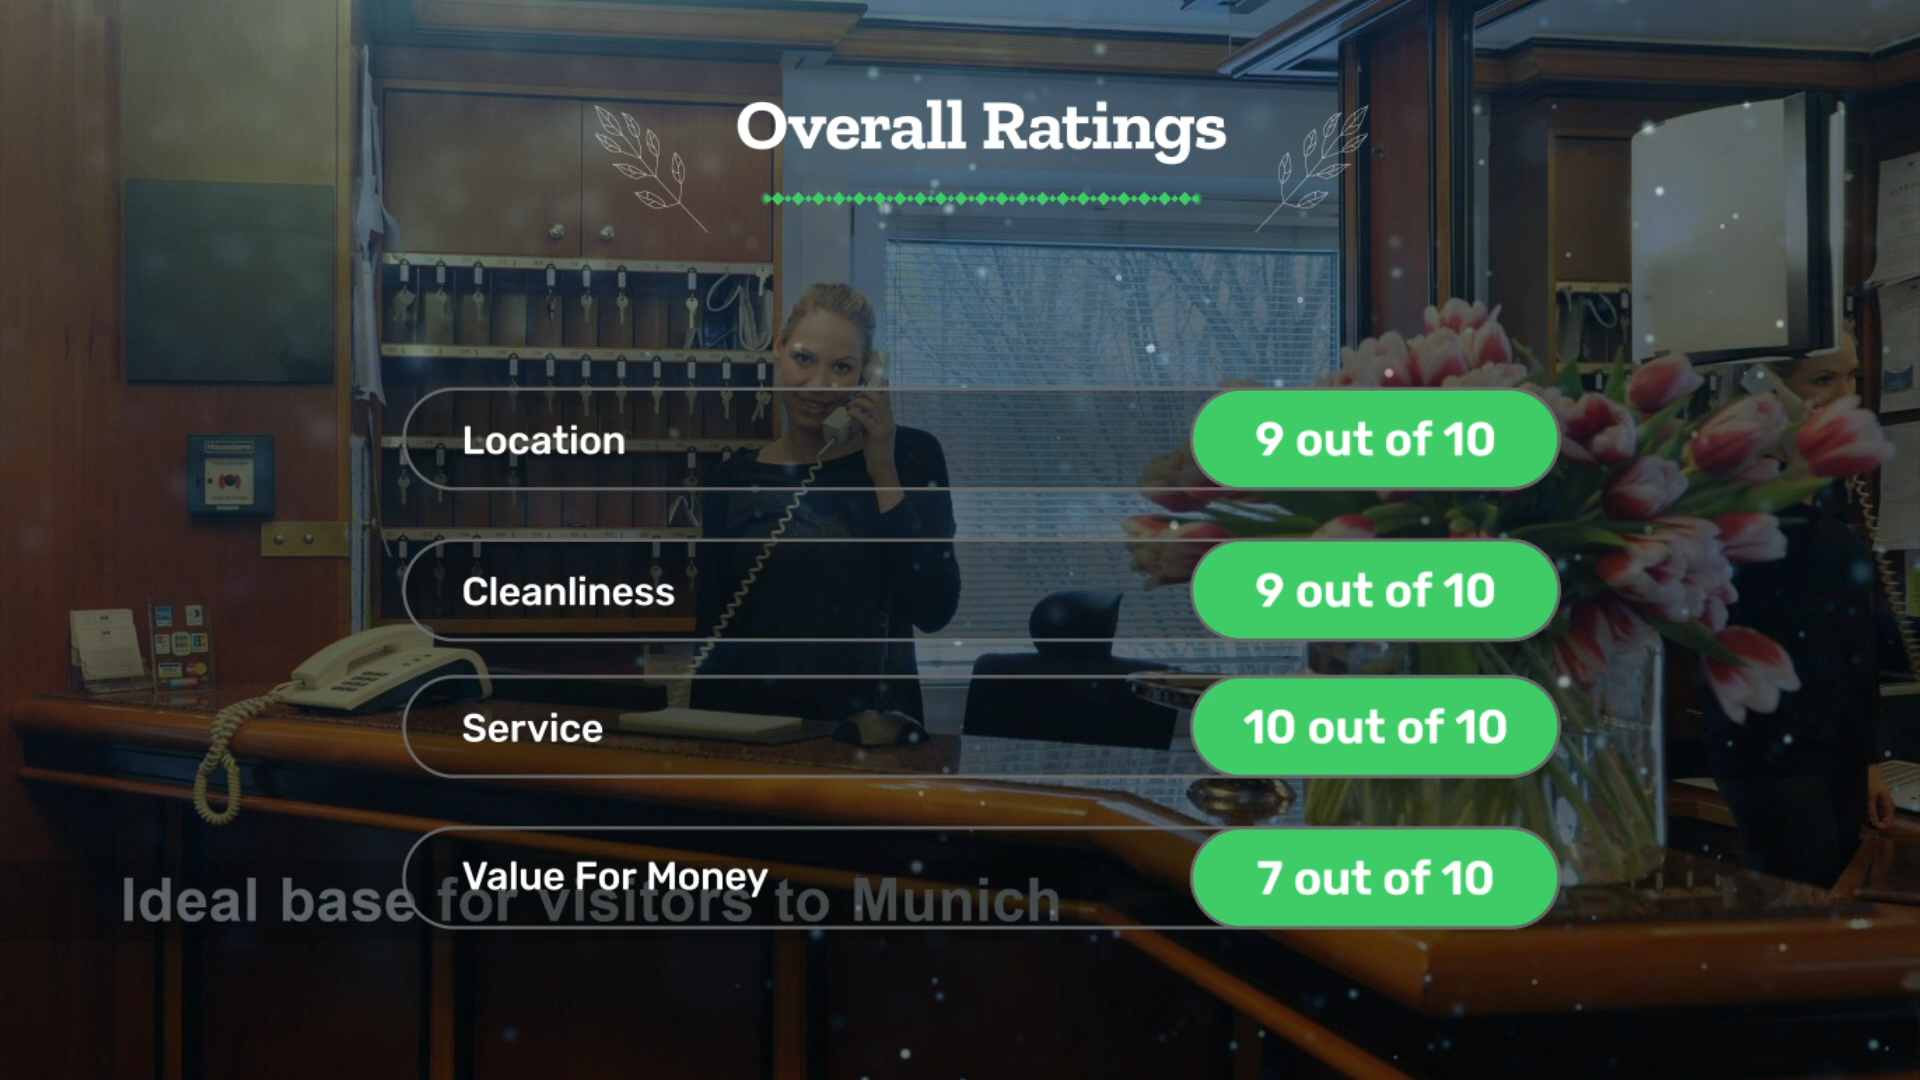 Overall Ratings
Location
9 out of 10
Cleanliness
9 out of 10
Service
10 out of 10
Value For Money
7 out of 10
Ideal base for visitors to Munich